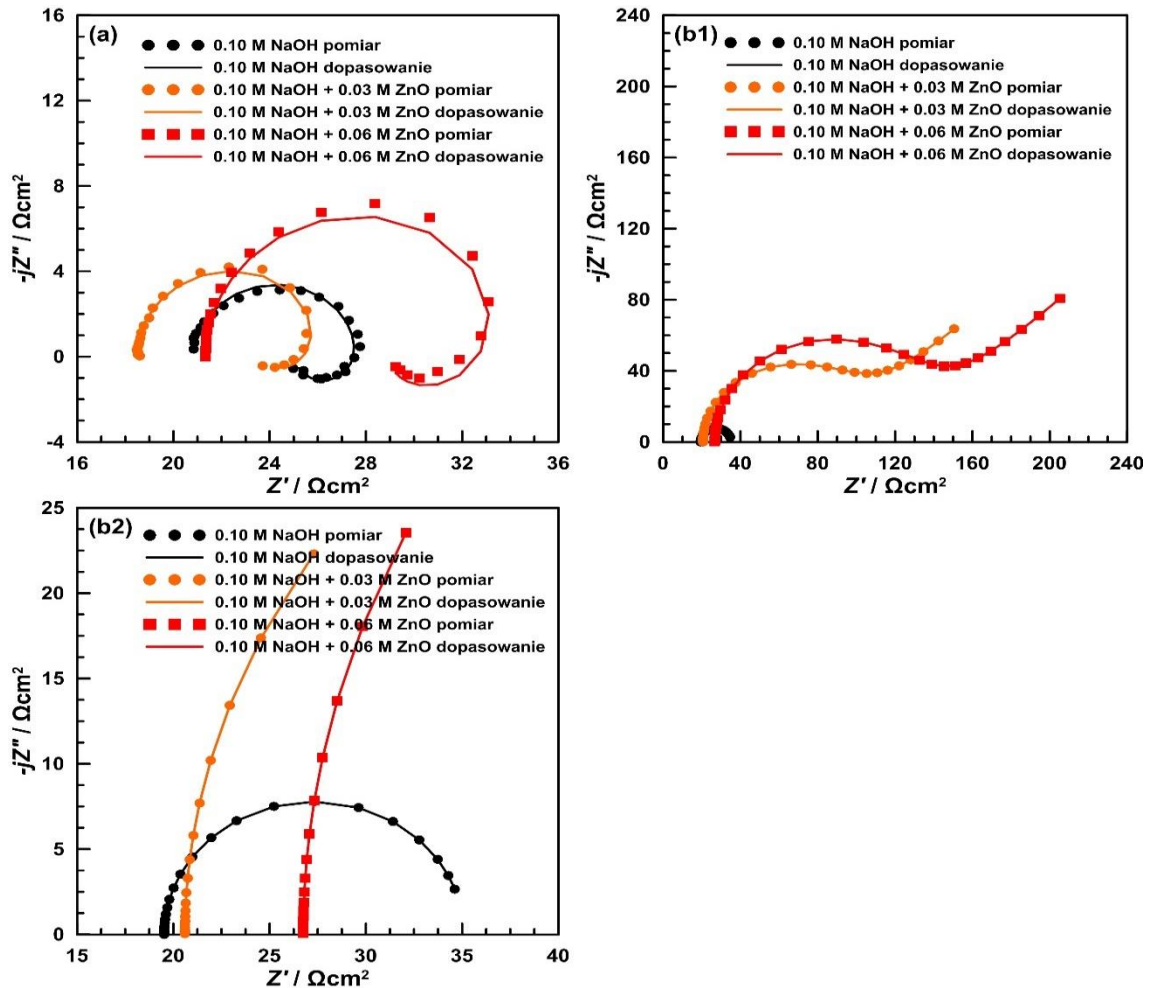 (a)
0.10 M NaOH pomiar
0.10 M NaOH dopasowanie
0.10 M NaOH + 0.03 M ZnO pomiar
0.10 M NaOH + 0.03 M ZnO dopasowanie
0.10 M NaOH + 0.06 M ZnO pomiar
0.10 M NaOH + 0.06 M ZnO dopasowanie
16
12
8
4
0
-4
-jZ" / Ωcm²
16 20 24 28 32 36
Z' / Ωcm²
(b1)
0.10 M NaOH pomiar
0.10 M NaOH dopasowanie
0.10 M NaOH + 0.03 M ZnO pomiar
0.10 M NaOH + 0.03 M ZnO dopasowanie
0.10 M NaOH + 0.06 M ZnO pomiar
0.10 M NaOH + 0.06 M ZnO dopasowanie
240
200
160
120
80
40
0
-jZ" / Ωcm²
0 40 80 120 160 200 240
Z' / Ωcm²
(b2)
0.10 M NaOH pomiar
0.10 M NaOH dopasowanie
0.10 M NaOH + 0.03 M ZnO pomiar
0.10 M NaOH + 0.03 M ZnO dopasowanie
0.10 M NaOH + 0.06 M ZnO pomiar
0.10 M NaOH + 0.06 M ZnO dopasowanie
25
20
15
10
5
0
-jZ" / Ωcm²
15 20 25 30 35 40
Z' / Ωcm²